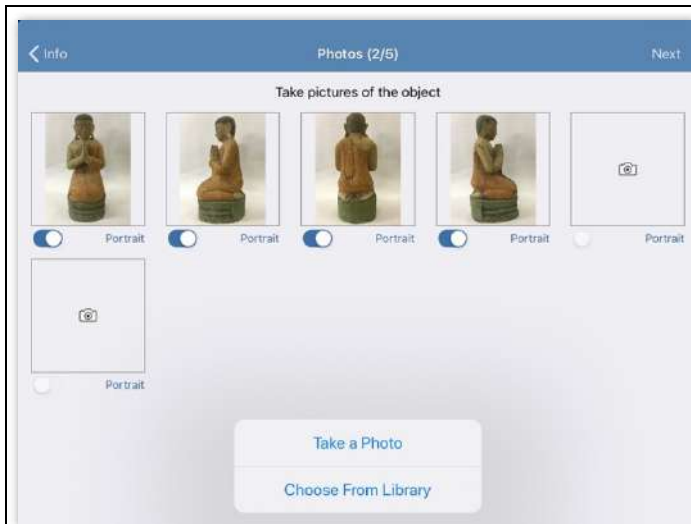 Info
Photos (2/5)
Next
Take pictures of the object
Portrait
Portrait
Portrait
Portrait
Portrait
Portrait
Take a Photo
Choose From Library